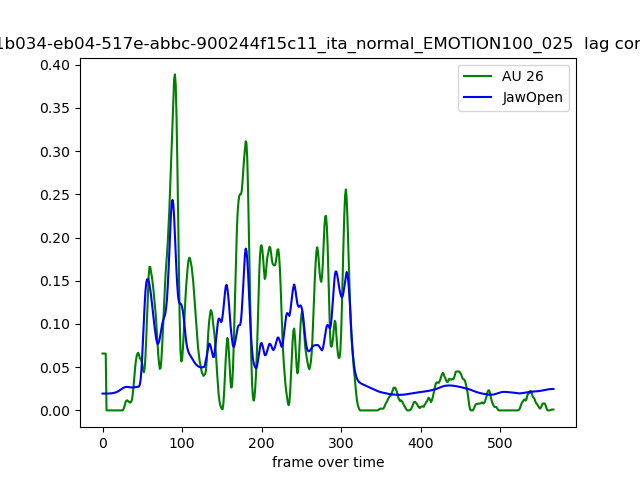 1b034-eb04-517e-abbc-900244f15c11_ita_normal_EMOTION100_025 lag cor
AU 26
JawOpen
0.40
0.35
0.30
0.25
0.20
0.15
0.10
0.05
0.00
0 100 200 300 400 500
frame over time